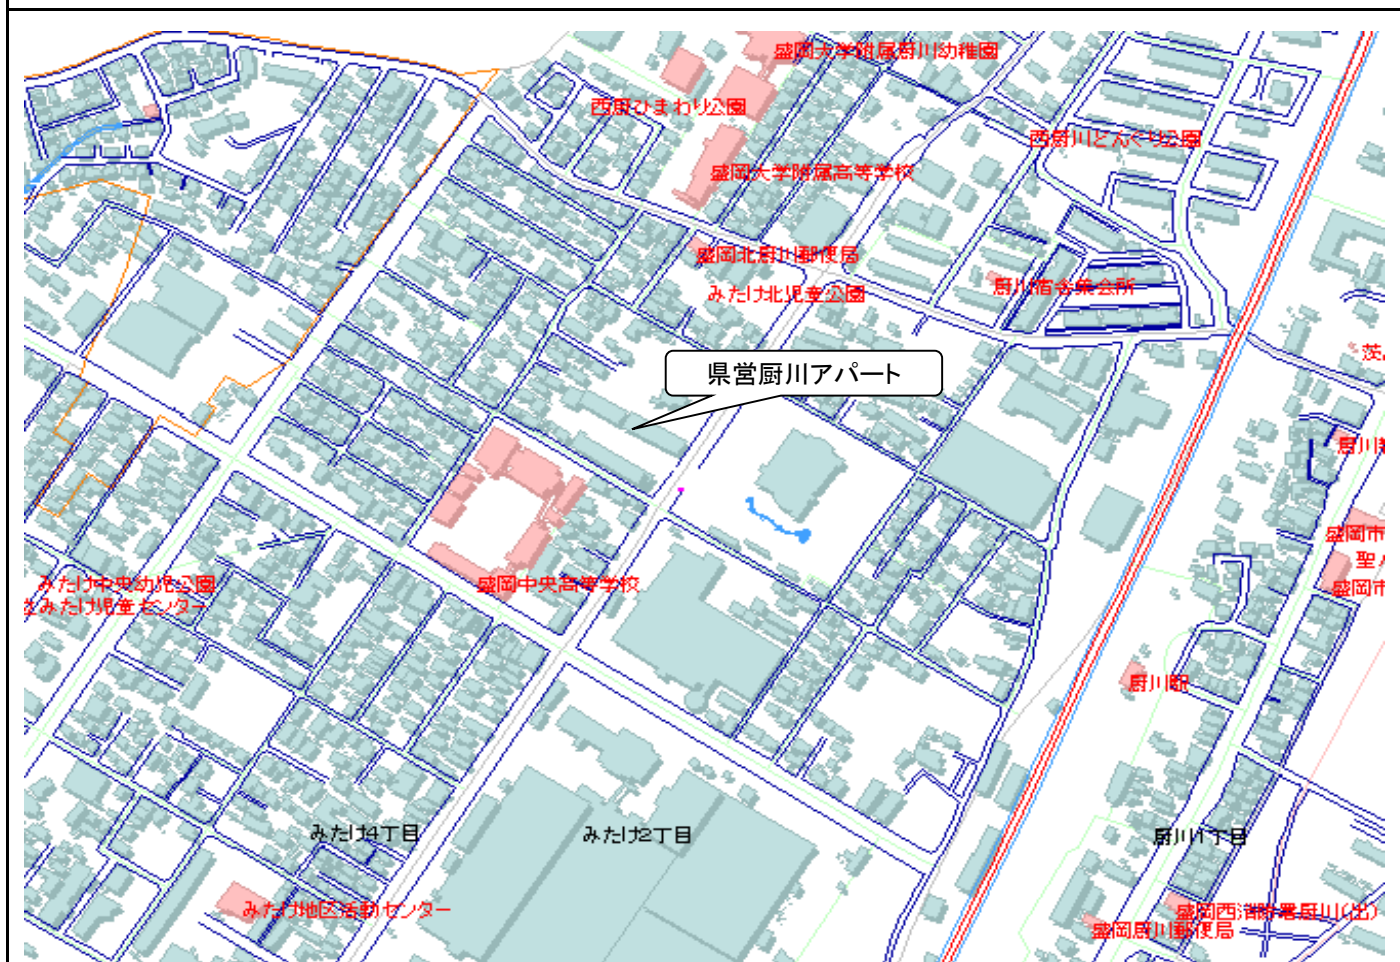 盛岡大学附属厨川幼稚園
西厨ひまわり公園
西厨川どんぐり公園
盛岡大学附属高等学校
盛岡北厨川郵便局
厨川宿舎集会所
みたけ北児童公園
茨
県営厨川アパート
厨川
盛岡市
聖
盛岡市
盛岡中央高等学校
みたけ中央幼児公園
みたけ児童センター
厨川駅
みたけ4丁目
みたけ2丁目
厨川1丁目
みたけ地区活動センター
盛岡西消防署厨川(出)
盛岡厨川郵便局